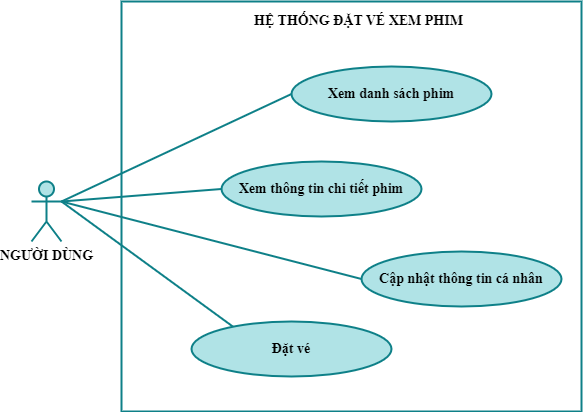 HỆ THỐNG ĐẶT VÉ XEM PHIM
Xem danh sách phim
Xem thông tin chi tiết phim
NGƯỜI DÙNG
Cập nhật thông tin cá nhân
Đặt vé